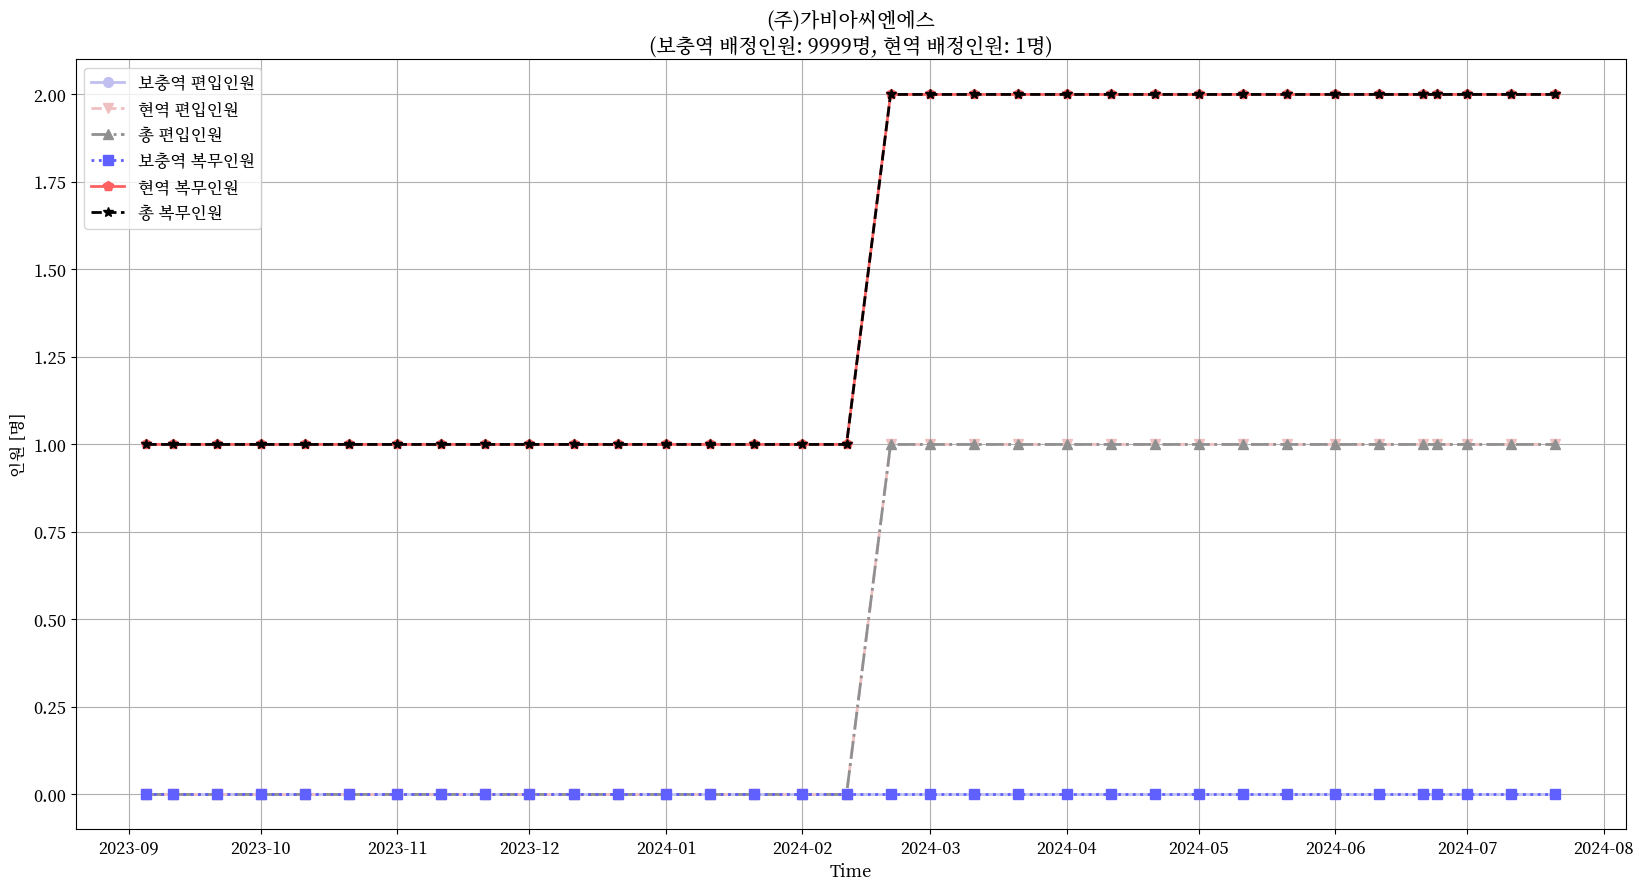 (주)가비아씨엔에스
(보충역 배정인원: 9999명, 현역 배정인원: 1명)
보충역 편입인원
현역 편입인원
총 편입인원
보충역 복무인원
현역 복무인원
총 복무인원
인원 [명]
2.00
1.75
1.50
1.25
1.00
0.75
0.50
0.25
0.00
2023-09 2023-10 2023-11 2023-12 2024-01 2024-02 2024-03 2024-04 2024-05 2024-06 2024-07 2024-08
Time